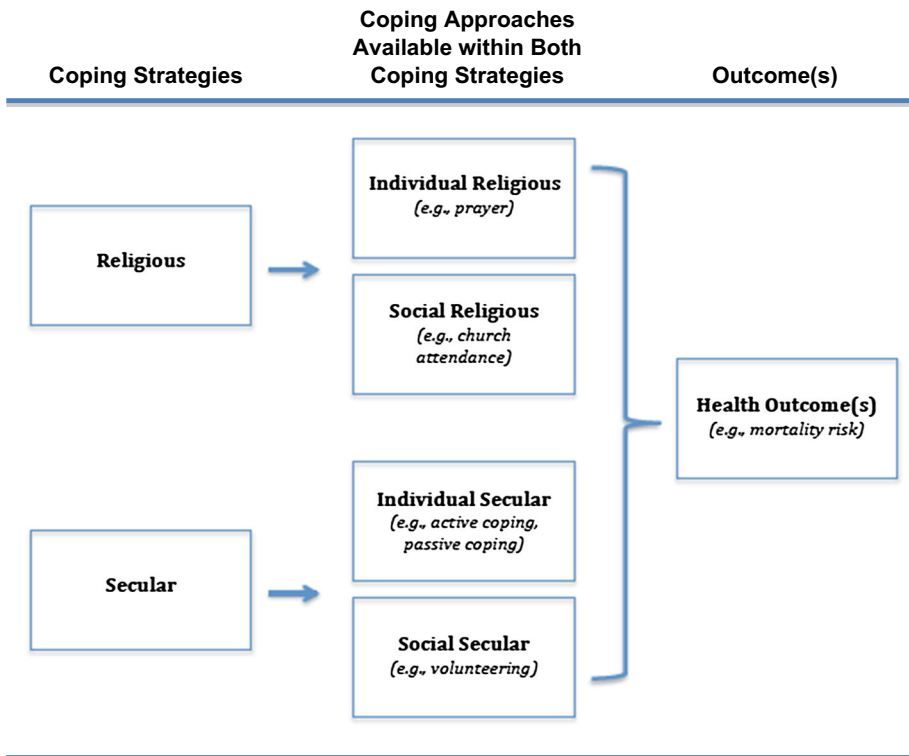 Coping Approaches
Available within Both
Coping Strategies
Coping Strategies
Outcome(s)
Individual Religious
(e.g., prayer)
Religious
Social Religious
(e.g., church
attendance)
Health Outcome(s)
(e.g., mortality risk)
Individual Secular
(e.g., active coping,
passive coping)
Secular
Social Secular
(e.g., volunteering)